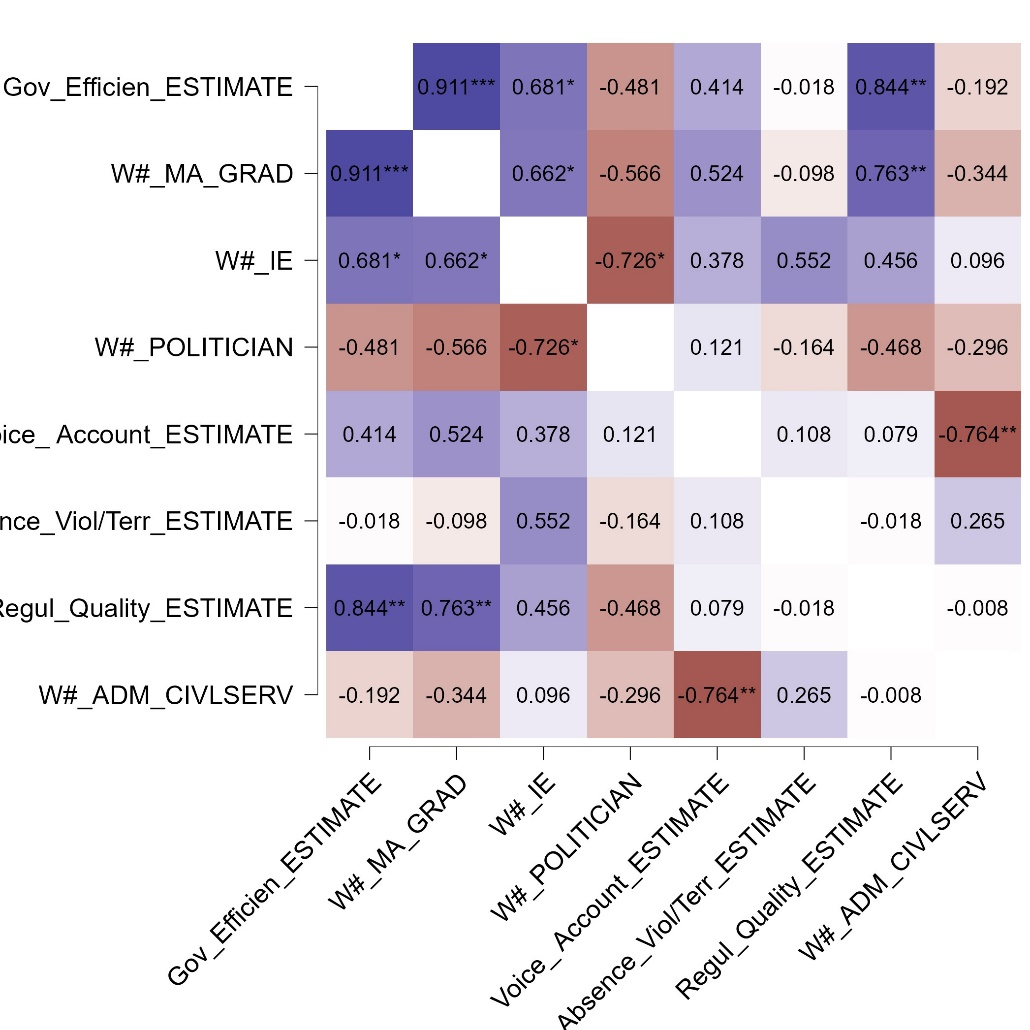 Gov_Efficien_ESTIMATE 0.911*** 0.681* -0.481 0.414 -0.018 0.844** -0.192
W#_MA_GRAD 0.911*** 0.662* -0.566 0.524 -0.098 0.763** -0.344
W#_IE 0.681* 0.662* -0.726* 0.378 0.552 0.456 0.096
W#_POLITICIAN -0.481 -0.566 -0.726* 0.121 -0.164 -0.468 -0.296
oice_ Account_ESTIMATE 0.414 0.524 0.378 0.121 0.108 0.079 -0.764**
nce_Viol/Terr_ESTIMATE -0.018 -0.098 0.552 -0.164 0.108 -0.018 0.265
Regul_Quality_ESTIMATE 0.844** 0.763** 0.456 -0.468 0.079 -0.018 -0.008
W#_ADM_CIVLSERV -0.192 -0.344 0.096 -0.296 -0.764** 0.265 -0.008
Gov_Efficien_ESTIMATE
W#_MA_GRAD
W#_IE
W#_POLITICIAN
Voice_ Account_ESTIMATE
Absence_Viol/Terr_ESTIMATE
Regul_Quality_ESTIMATE
W#_ADM_CIVLSERV